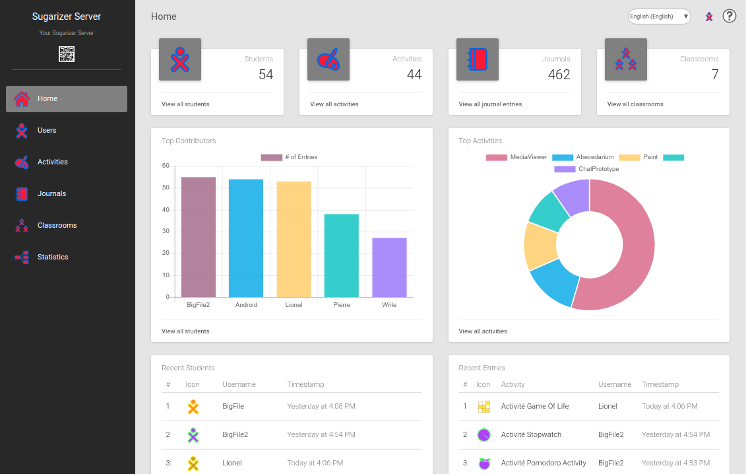 Sugarizer Server
Your Sugarizer Server
Home
Users
Activities
Journals
Classrooms
Statistics
Home
English (English)
?
Students
54
View all students
Activities
44
View all activities
Journals
462
View all journal entries
Classrooms
7
View all classrooms
Top Contributors
# of Entries
60
50
40
30
20
10
0
BigFile2 Android Lionel Pierre Write
View all students
Top Activities
MediaViewer Abecedarium Paint
ChatPrototype
View all activities
Recent Students
# Icon Username Timestamp
1 BigFile Yesterday at 4:08 PM
2 BigFile2 Yesterday at 4:54 PM
3 Lionel Today at 4:06 PM
Recent Entries
# Icon Activity Username Timestamp
1 Activité Game Of Life Lionel Today at 4:06 PM
2 Activité Stopwatch BigFile2 Yesterday at 4:54 PM
3 Activité Pomodoro Activity BigFile2 Yesterday at 4:53 PM